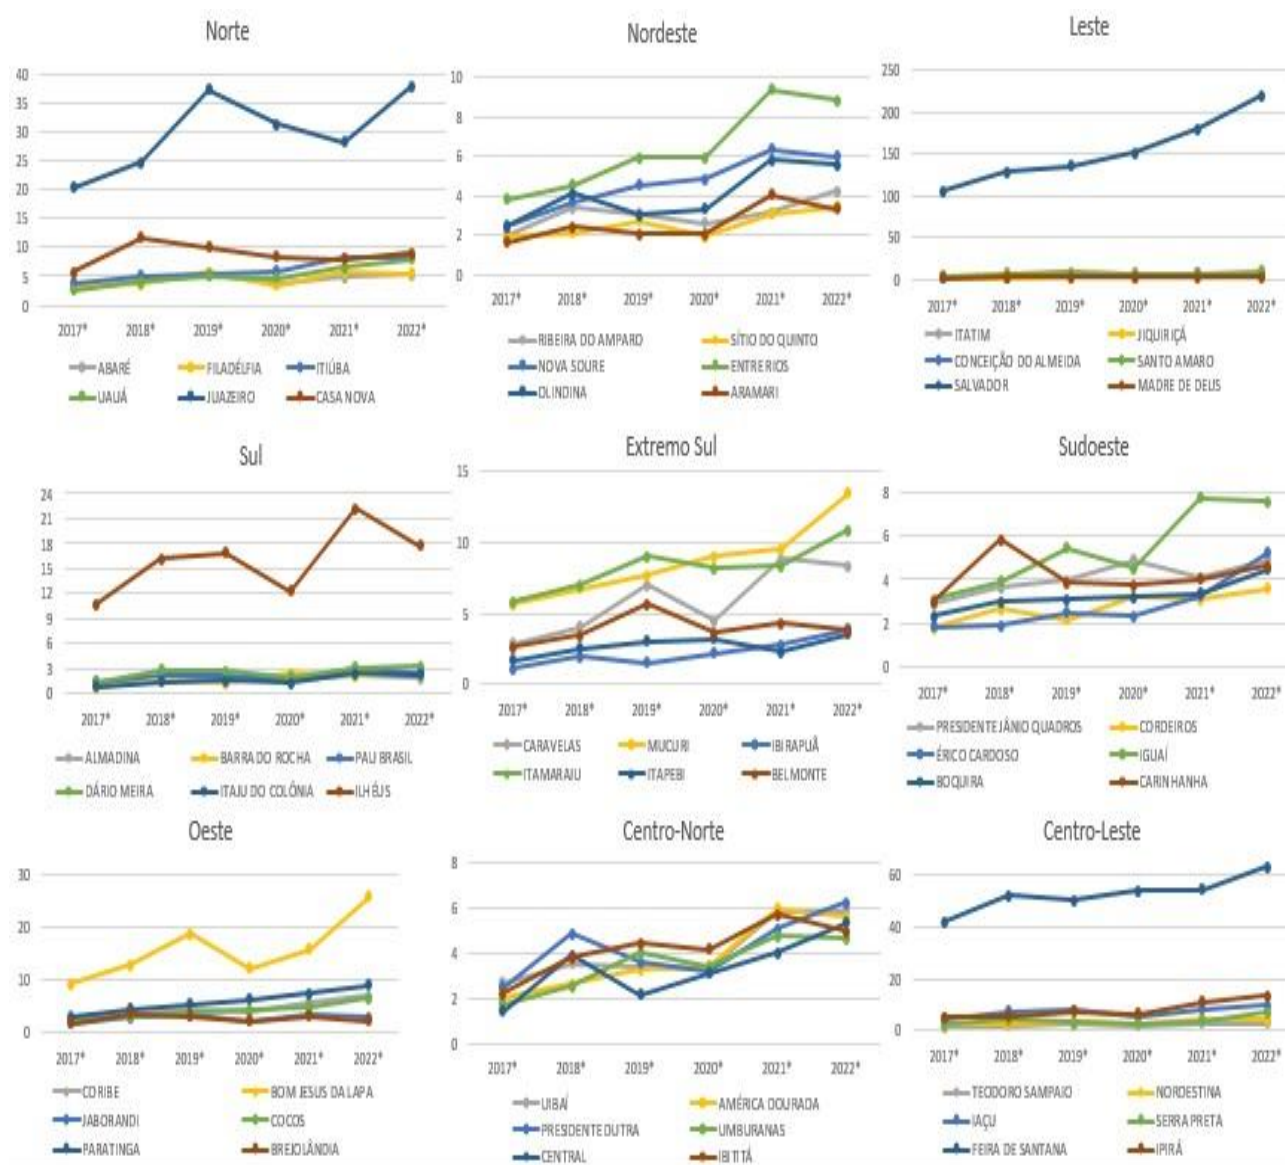 Norte
40
35
30
25
20
15
10
5
0
2017* 2018* 2019* 2020* 2021* 2022*
ABARÉ FILADÉLFIA ITIÚBA
UAUÁ JUAZEIRO CASA NOVA
Nordeste
10
8
6
4
2
0
2017* 2018* 2019* 2020* 2021* 2022*
RIBEIRA DO AMPARO SÍTIO DO QUINTO
NOVA SOURE ENTRE RIOS
OLINDINA ARAMARI
Leste
250
200
150
100
50
0
2017* 2018* 2019* 2020* 2021* 2022*
ITATIM JIQUIRIÇÁ
CONCEIÇÃO DO ALMEIDA SANTO AMARO
SALVADOR MADRE DE DEUS
Sul
24
21
18
15
12
9
6
3
0
2017* 2018* 2019* 2020* 2021* 2022*
ALMADINA BARRA DO ROCHA PAU BRASIL
DÁRIO MEIRA ITAJU DO COLÔNIA ILHÉUS
Extremo Sul
15
10
5
0
2017* 2018* 2019* 2020* 2021* 2022*
CARAVELAS MUCURI IBIRAPUÃ
ITAMARAJU ITAPEBI BELMONTE
Sudoeste
8
6
4
2
0
2017* 2018* 2019* 2020* 2021* 2022*
PRESIDENTE JÂNIO QUADROS CORDEIROS
ÉRICO CARDOSO IGUAÍ
BOQUIRA CARINHANHA
Oeste
30
20
10
0
2017* 2018* 2019* 2020* 2021* 2022*
CORIBE BOM JESUS DA LAPA
JABORANDI COCOS
PARATINGA BREJOLÂNDIA
Centro-Norte
8
6
4
2
0
2017* 2018* 2019* 2020* 2021* 2022*
UIBAÍ AMÉRICA DOURADA
PRESIDENTE DUTRA UMBURANAS
CENTRAL IBITITÁ
Centro-Leste
60
40
20
0
2017* 2018* 2019* 2020* 2021* 2022*
TEODORO SAMPAIO NORDESTINA
IAÇU SERRA PRETA
FEIRA DE SANTANA IPIRÁ